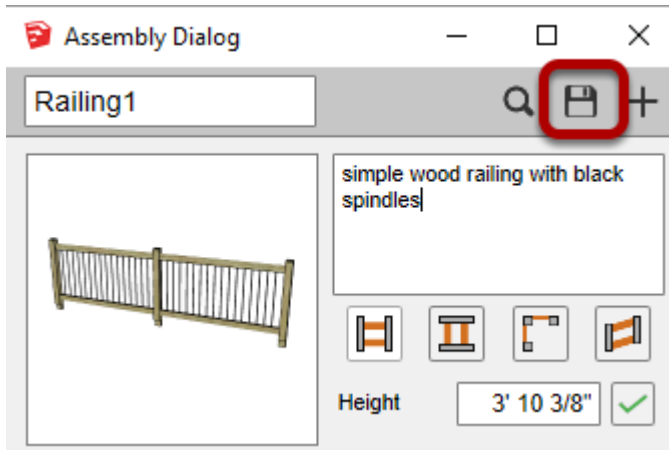 Assembly Dialog
Railing1
simple wood railing with black
spindles
Height
3' 10 3/8"